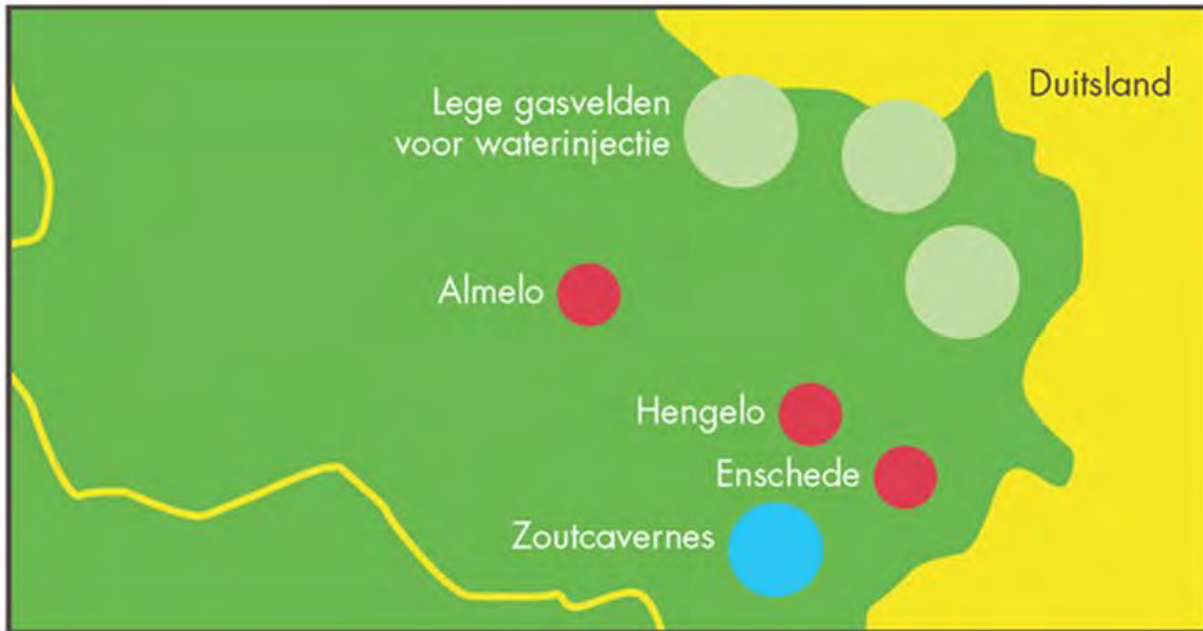 Duitsland
Lege gasvelden
voor waterinjectie
Almelo
Hengelo
Enschede
Zoutcavernes